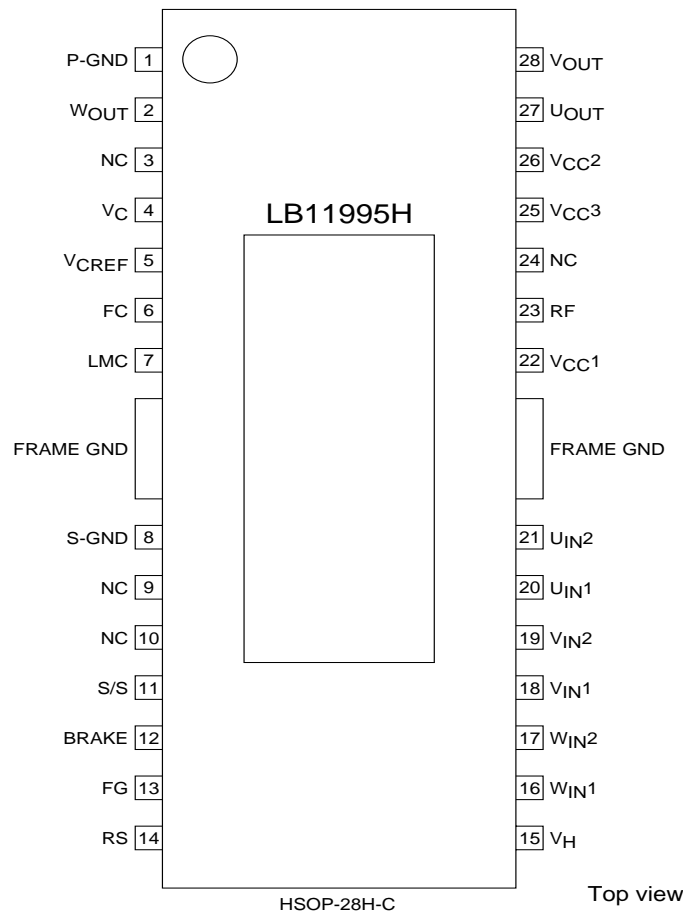 P-GND 1 28 VOUT
WOUT 2 27 UOUT
NC 3 26 VCC2
VC 4 25 VCC3
LB11995H
VCREF 5 24 NC
FC 6 23 RF
LMC 7 22 VCC1
FRAME GND FRAME GND
S-GND 8 21 UIN2
NC 9 20 UIN1
NC 10 19 VIN2
S/S 11 18 VIN1
BRAKE 12 17 WIN2
FG 13 16 WIN1
RS 14 15 VH
Top view
HSOP-28H-C